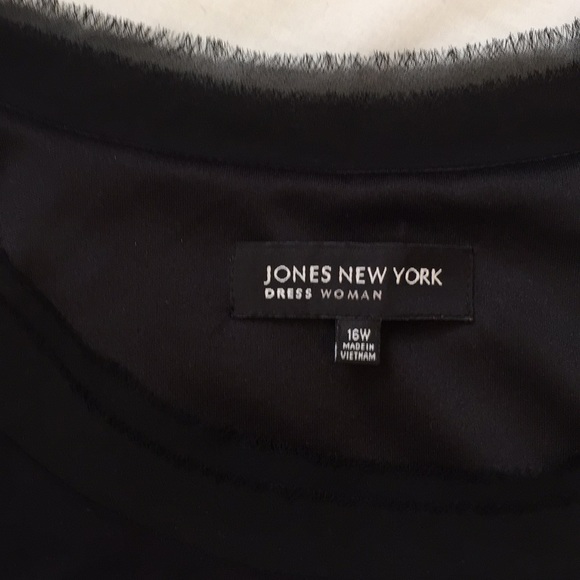 JONES NEW YORK
DRESS WOMAN
16W
MADE IN
VIETNAM